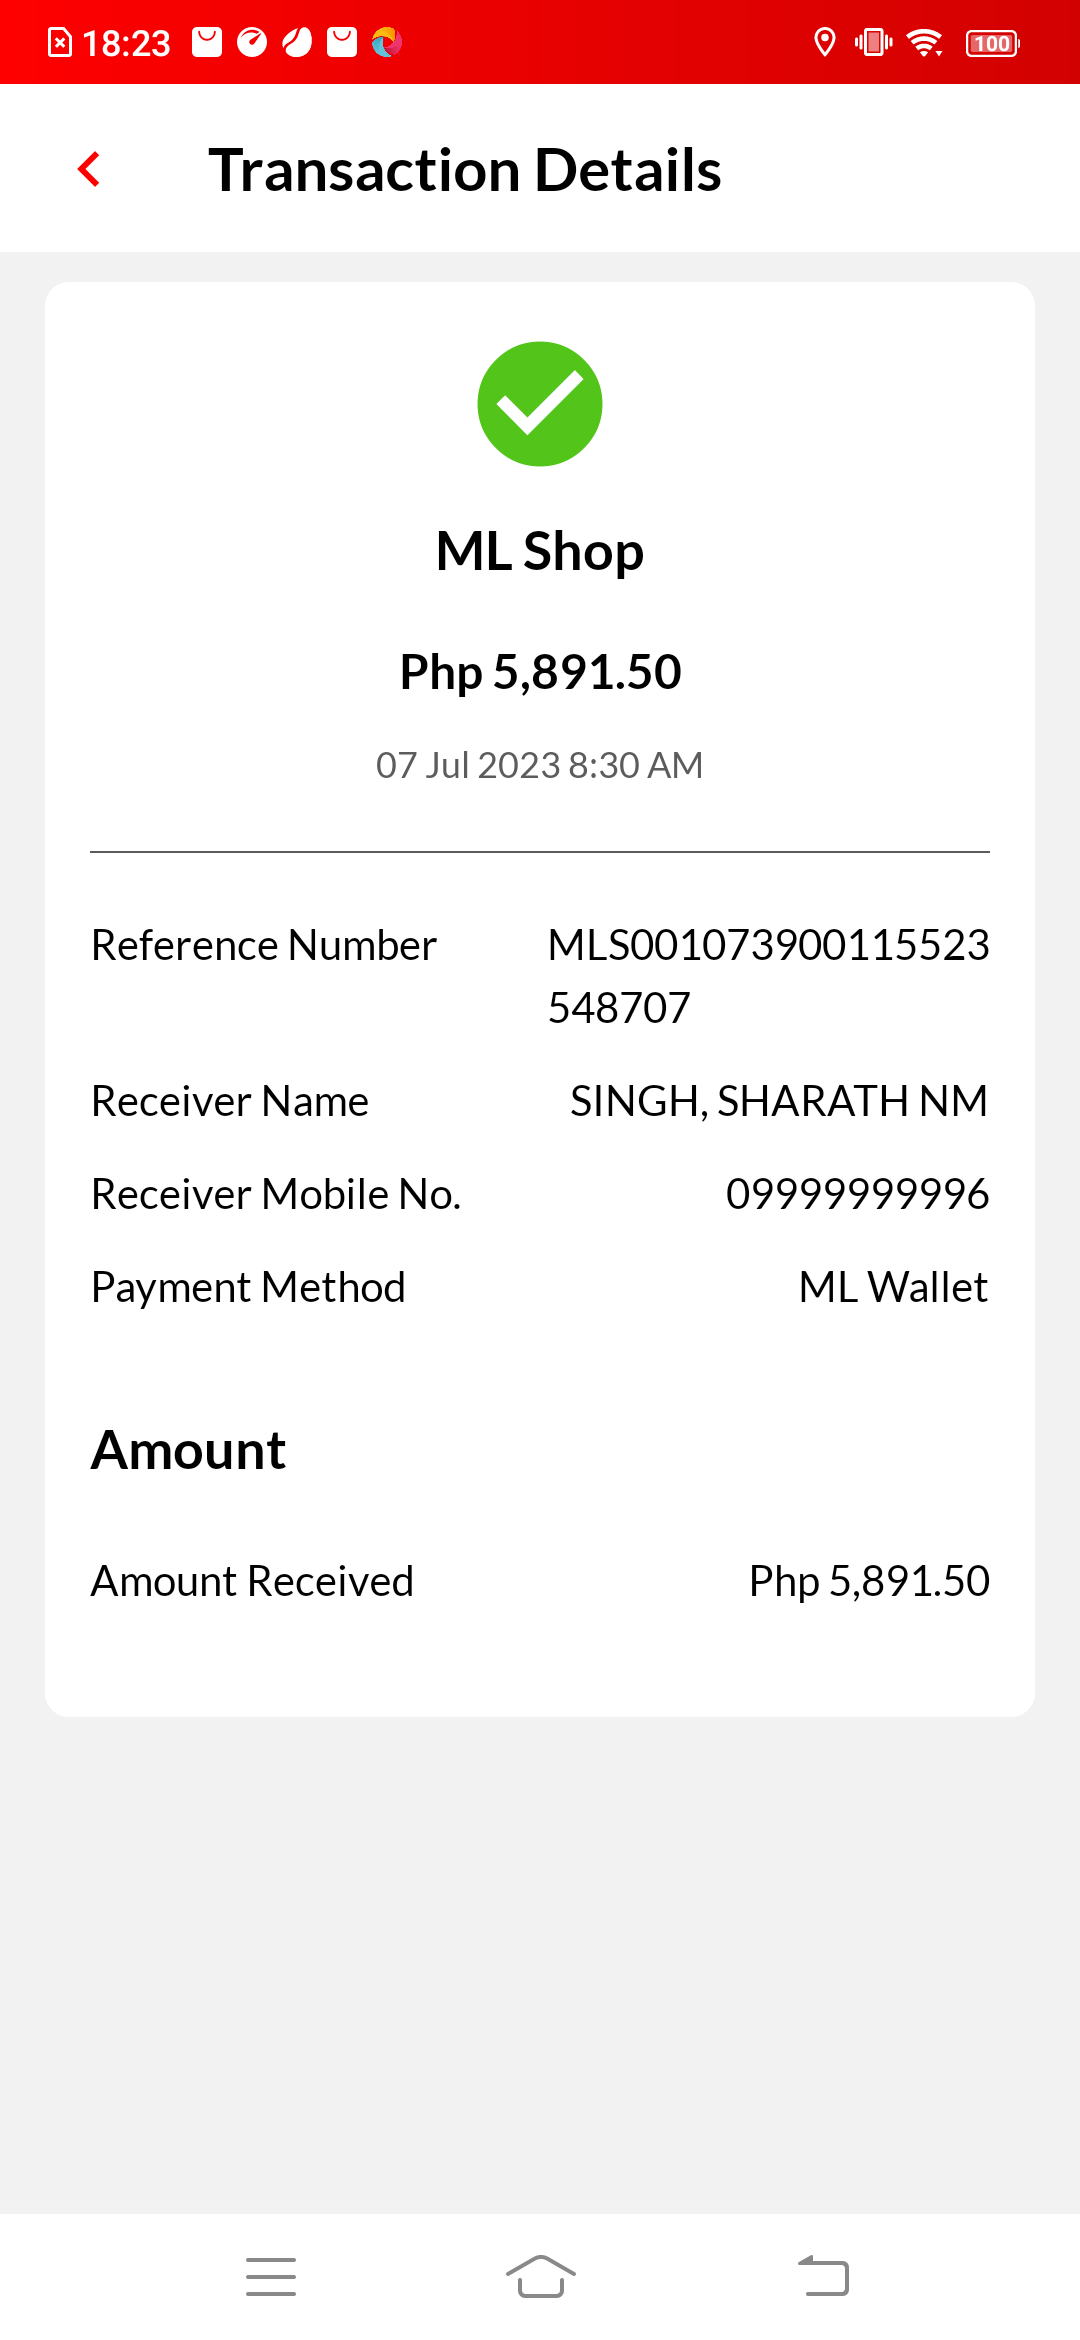 18:23
100
Transaction Details
ML Shop
Php 5,891.50
07 Jul 2023 8:30 AM
Reference Number MLS001073900115523
548707
Receiver Name SINGH, SHARATH NM
Receiver Mobile No. 09999999996
Payment Method ML Wallet
Amount
Amount Received Php 5,891.50